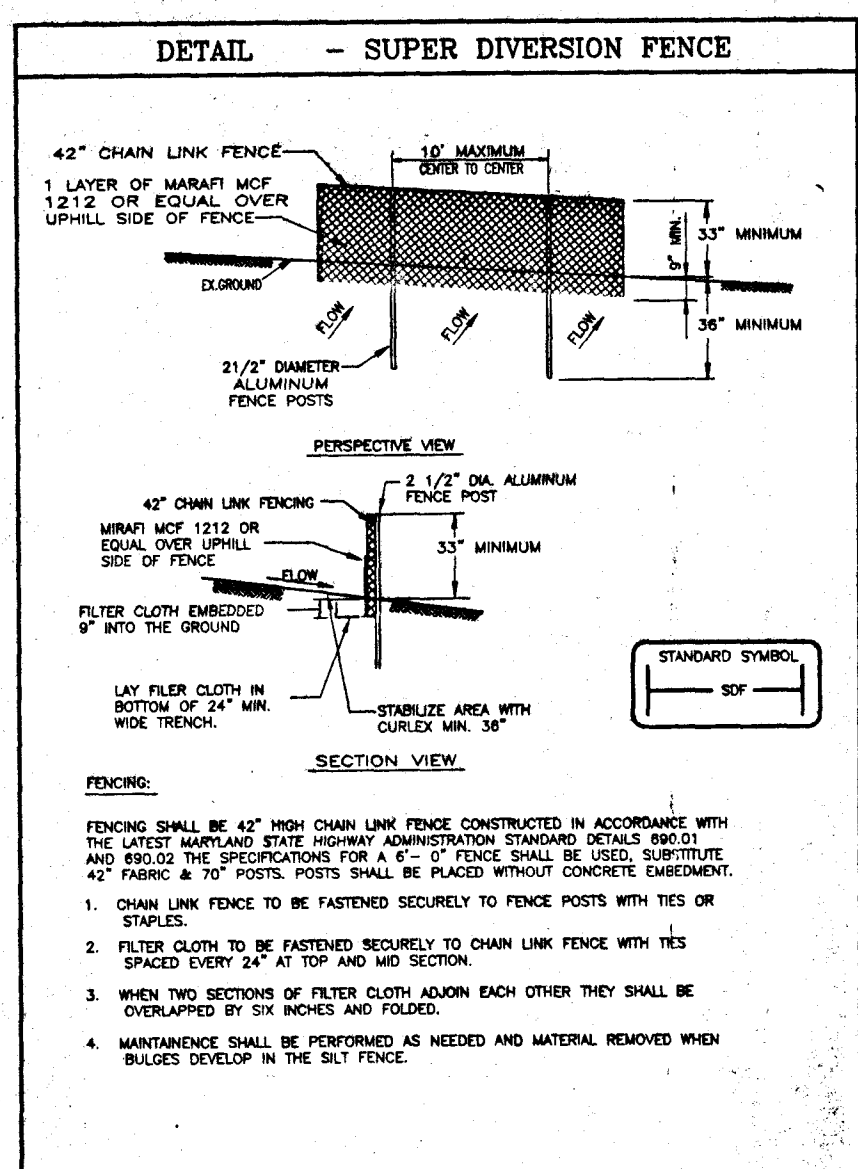 DETAIL - SUPER DIVERSION FENCE
42" CHAIN LINK FENCE
1 LAYER OF MARAFI MCF
1212 OR EQUAL OVER
UPHILL SIDE OF FENCE
10' MAXIMUM
CENTER TO CENTER
9" MIN.
33" MINIMUM
36" MINIMUM
EX.GROUND
FLOW
FLOW
FLOW
21/2" DIAMETER
ALUMINUM
FENCE POSTS
PERSPECTIVE VIEW
2 1/2" DIA. ALUMINUM
FENCE POST
42" CHAIN LINK FENCING
MIRAFI MCF 1212 OR
EQUAL OVER UPHILL
SIDE OF FENCE
33" MINIMUM
FLOW
FILTER CLOTH EMBEDDED
9" INTO THE GROUND
LAY FILER CLOTH IN
BOTTOM OF 24" MIN.
WIDE TRENCH.
STABILIZE AREA WITH
CURLEX MIN. 36"
STANDARD SYMBOL
SDF
SECTION VIEW
FENCING:
FENCING SHALL BE 42" HIGH CHAIN LINK FENCE CONSTRUCTED IN ACCORDANCE WITH
THE LATEST MARYLAND STATE HIGHWAY ADMINISTRATION STANDARD DETAILS 690.01
AND 690.02 THE SPECIFICATIONS FOR A 6'- 0" FENCE SHALL BE USED, SUBSTITUTE
42" FABRIC & 70" POSTS. POSTS SHALL BE PLACED WITHOUT CONCRETE EMBEDMENT.
1. CHAIN LINK FENCE TO BE FASTENED SECURELY TO FENCE POSTS WITH TIES OR
STAPLES.
2. FILTER CLOTH TO BE FASTENED SECURELY TO CHAIN LINK FENCE WITH TIES
SPACED EVERY 24" AT TOP AND MID SECTION.
3. WHEN TWO SECTIONS OF FILTER CLOTH ADJOIN EACH OTHER THEY SHALL BE
OVERLAPPED BY SIX INCHES AND FOLDED.
4. MAINTAINENCE SHALL BE PERFORMED AS NEEDED AND MATERIAL REMOVED WHEN
BULGES DEVELOP IN THE SILT FENCE.